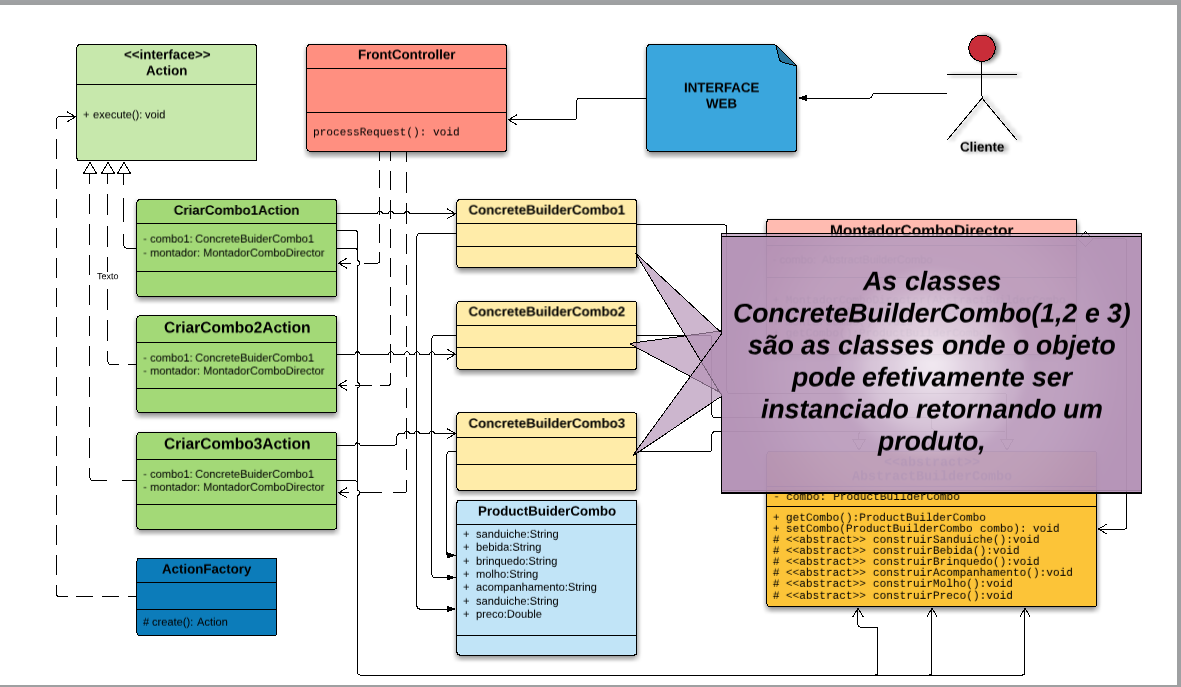 <<interface>>
Action
+ execute(): void
FrontController
processRequest(): void
INTERFACE
WEB
Cliente
CriarCombo1Action
- combo1: ConcreteBuiderCombo1
- montador: MontadorComboDirector
Texto
CriarCombo2Action
- combo1: ConcreteBuiderCombo1
- montador: MontadorComboDirector
CriarCombo3Action
- combo1: ConcreteBuiderCombo1
- montador: MontadorComboDirector
ActionFactory
# create(): Action
ConcreteBuilderCombo1
ConcreteBuilderCombo2
ConcreteBuilderCombo3
ProductBuiderCombo
+ sanduiche:String
+ bebida:String
+ brinquedo:String
+ molho:String
+ acompanhamento:String
+ sanduiche:String
+ preco:Double
MontadorComboDirector
As classes
ConcreteBuilderCombo(1,2 e 3)
são as classes onde o objeto
pode efetivamente ser
instanciado retornando um
produto,
<<abstract>>
AbstractBuilderCombo
- combo: ProductBuilderCombo
+ getCombo():ProductBuilderCombo
+ setCombo(ProductBuilderCombo combo): void
# <<abstract>> construirSanduiche():void
# <<abstract>> construirBebida():void
# <<abstract>> construirBrinquedo():void
# <<abstract>> construirAcompanhamento():void
# <<abstract>> construirMolho():void
# <<abstract>> construirPreco():void